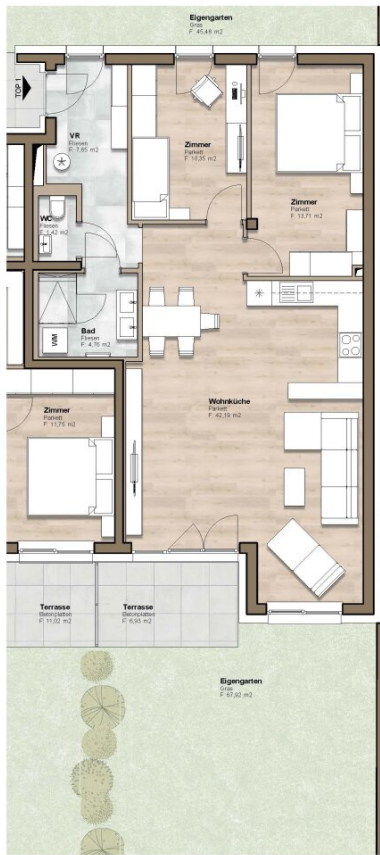 Eigengarten
Gras
F: 45,48 m2
TOP 1
VR
Fliesen
F: 7,65 m2
Zimmer
Parkett
F: 10,35 m2
Zimmer
Parkett
F: 13,71 m2
WC
Fliesen
F: 1,42 m2
Bad
Fliesen
F: 4,76 m2
WM
Zimmer
Parkett
F: 11,75 m2
Wohnküche
Parkett
F: 42,19 m2
Terrasse
Betonplatten
F: 11,02 m2
Terrasse
Betonplatten
F: 6,93 m2
Eigengarten
Gras
F: 67,92 m2